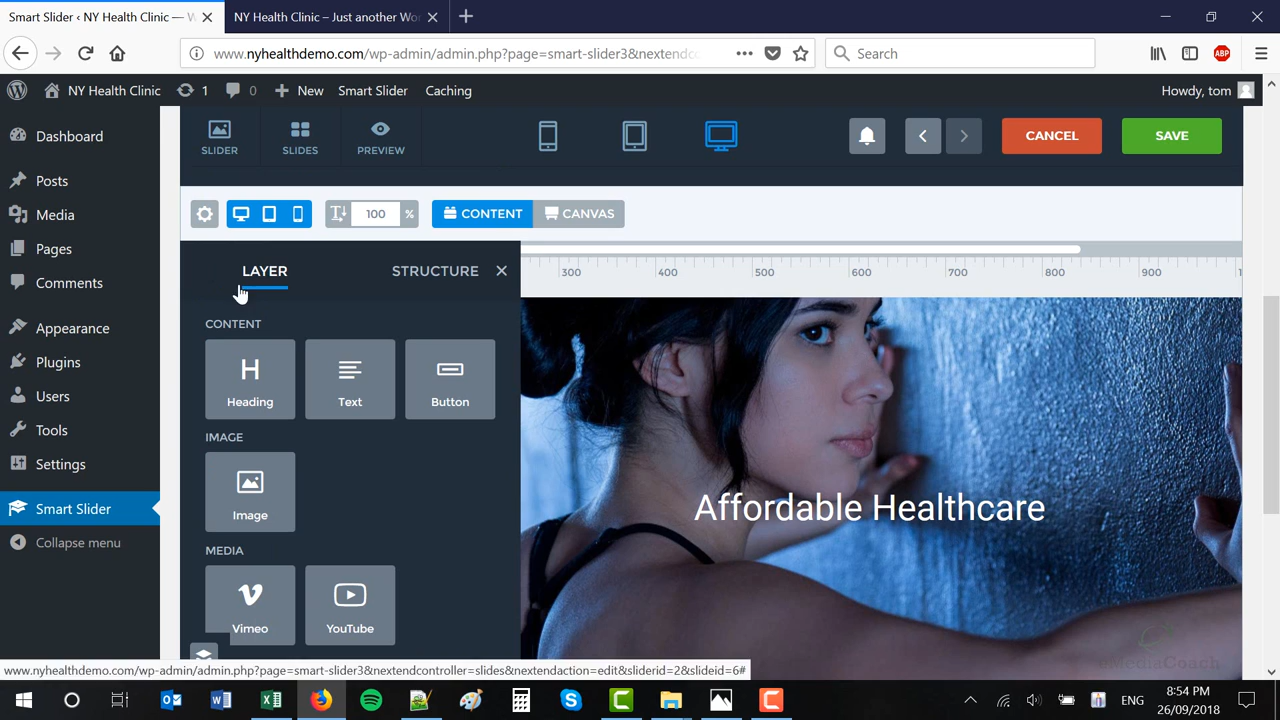 Smart Slider ‹ NY Health Clinic — W
NY Health Clinic – Just another Wor
www.nyhealthdemo.com/wp-admin/admin.php?page=smart-slider3&nextendc
Search
ABP
NY Health Clinic
1
0
New
Smart Slider
Caching
Howdy, tom
Dashboard
Posts
Media
Pages
Comments
Appearance
Plugins
Users
Tools
Settings
Smart Slider
Collapse menu
SLIDER
SLIDES
PREVIEW
CANCEL
SAVE
100 %
CONTENT
CANVAS
LAYER
STRUCTURE
300 400 500 600 700 800 900
CONTENT
H
Heading
Text
Button
IMAGE
Image
MEDIA
Vimeo
YouTube
Affordable Healthcare
MediaCoach
www.nyhealthdemo.com/wp-admin/admin.php?page=smart-slider3&nextendcontroller=slides&nextendaction=edit&sliderid=2&slideid=6#
ENG
8:54 PM
26/09/2018